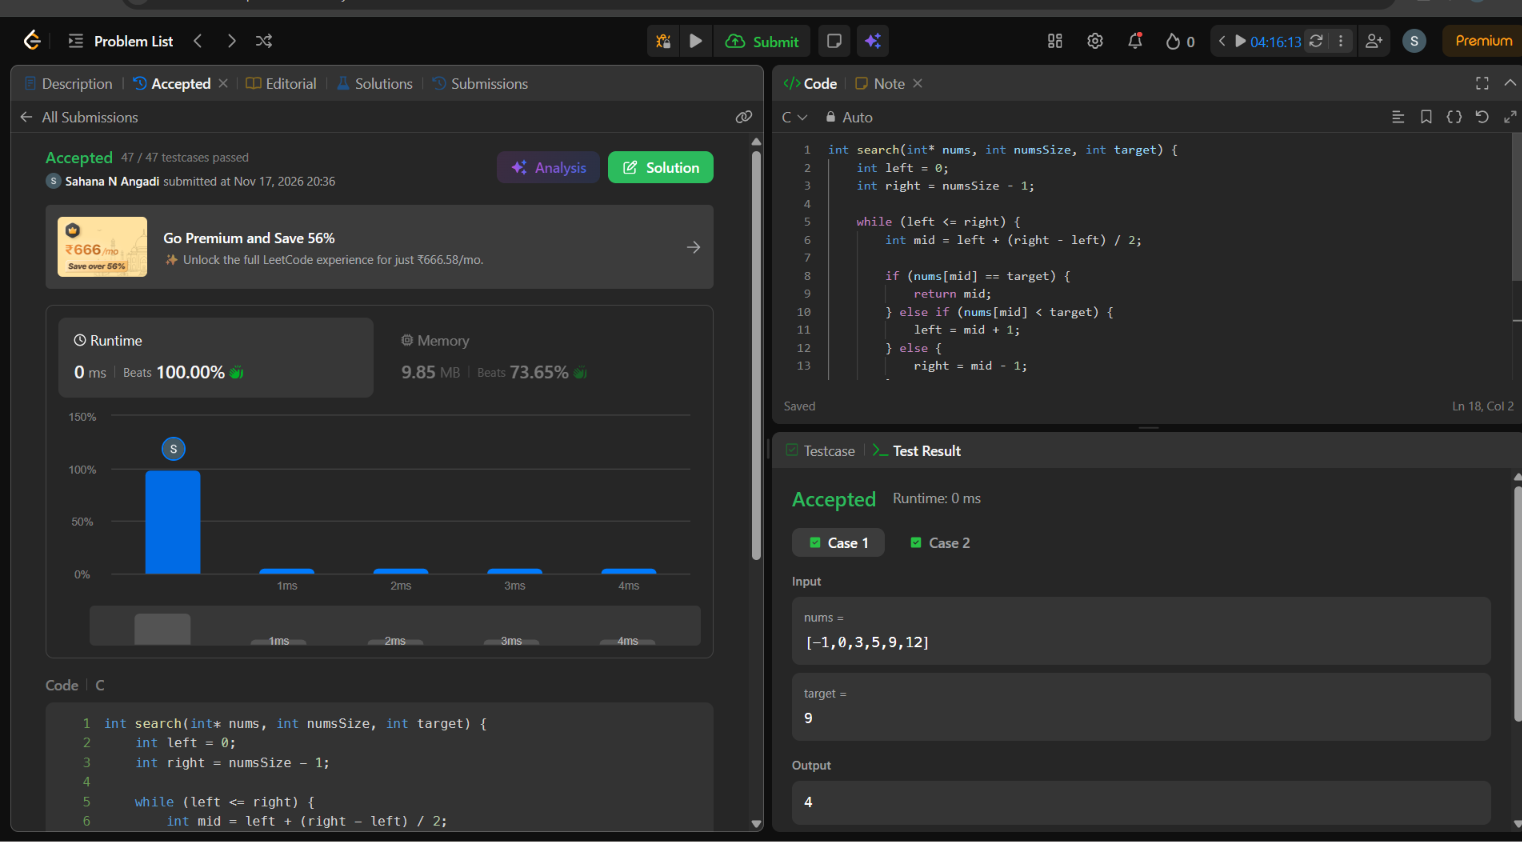 Problem List
Submit
0
04:16:13
S
Premium
Description
Accepted
Editorial
Solutions
Submissions
All Submissions
Accepted 47 / 47 testcases passed
S Sahana N Angadi submitted at Nov 17, 2026 20:36
Analysis
Solution
₹666 /mo
Save over 56%
Go Premium and Save 56%
✨ Unlock the full LeetCode experience for just ₹666.58/mo.
Runtime
0 ms | Beats 100.00%
Memory
9.85 MB | Beats 73.65%
150%
S
100%
50%
0%
1ms 2ms 3ms 4ms
1ms 2ms 3ms 4ms
Code | C
1 int search(int* nums, int numsSize, int target) {
2 int left = 0;
3 int right = numsSize - 1;
4
5 while (left <= right) {
6 int mid = left + (right - left) / 2;
</> Code
Note
C
Auto
1 int search(int* nums, int numsSize, int target) {
2 int left = 0;
3 int right = numsSize - 1;
4
5 while (left <= right) {
6 int mid = left + (right - left) / 2;
7
8 if (nums[mid] == target) {
9 return mid;
10 } else if (nums[mid] < target) {
11 left = mid + 1;
12 } else {
13 right = mid - 1;
Saved
Ln 18, Col 2
Testcase
>_ Test Result
Accepted Runtime: 0 ms
Case 1
Case 2
Input
nums =
[-1,0,3,5,9,12]
target =
9
Output
4